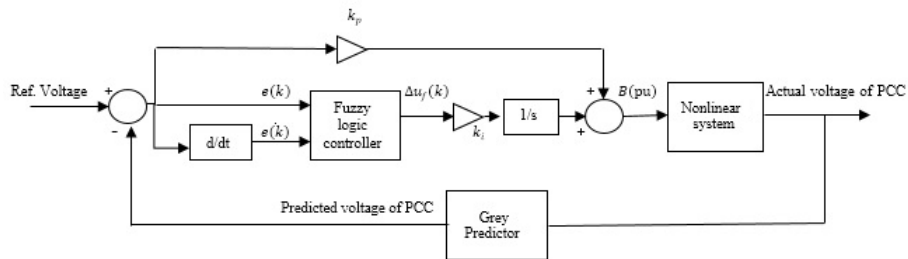 k_p
Ref. Voltage
+
-
e(k)
d/dt
ė(k)
Fuzzy
logic
controller
Δu_f(k)
k_i
1/s
+
+
B(pu)
Nonlinear
system
Actual voltage of PCC
Predicted voltage of PCC
Grey
Predictor